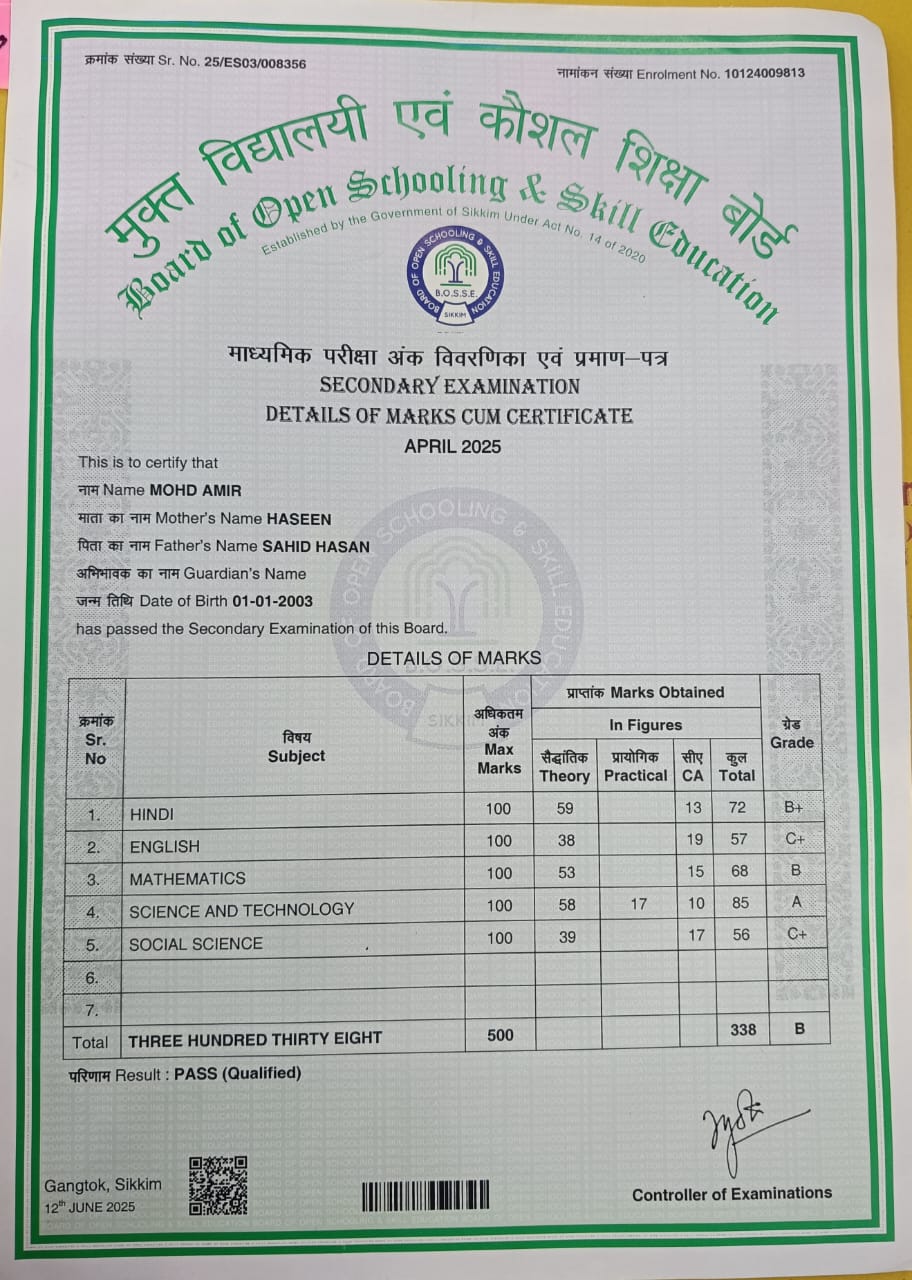 क्रमांक संख्या Sr. No. 25/ES03/008356
नामांकन संख्या Enrolment No. 10124009813
मुक्त विद्यालयी एवं कौशल शिक्षा बोर्ड
Board of Open Schooling & Skill Education
Established by the Government of Sikkim Under Act No. 14 of 2020
BOARD OF OPEN SCHOOLING & SKILL EDUCATION
B.O.S.S.E.
SIKKIM
माध्यमिक परीक्षा अंक विवरणिका एवं प्रमाण–पत्र
SECONDARY EXAMINATION
DETAILS OF MARKS CUM CERTIFICATE
APRIL 2025
This is to certify that
नाम Name MOHD AMIR
माता का नाम Mother's Name HASEEN
पिता का नाम Father's Name SAHID HASAN
अभिभावक का नाम Guardian's Name
जन्म तिथि Date of Birth 01-01-2003
has passed the Secondary Examination of this Board.
DETAILS OF MARKS
क्रमांक Sr. No विषय Subject अधिकतम अंक Max Marks प्राप्तांक Marks Obtained ग्रेड Grade
In Figures
सैद्धांतिक Theory प्रायोगिक Practical सीए CA कुल Total
1. HINDI 100 59 13 72 B+
2. ENGLISH 100 38 19 57 C+
3. MATHEMATICS 100 53 15 68 B
4. SCIENCE AND TECHNOLOGY 100 58 17 10 85 A
5. SOCIAL SCIENCE 100 39 17 56 C+
6.
7.
Total THREE HUNDRED THIRTY EIGHT 500 338 B
परिणाम Result : PASS (Qualified)
Gangtok, Sikkim
12th JUNE 2025
Controller of Examinations